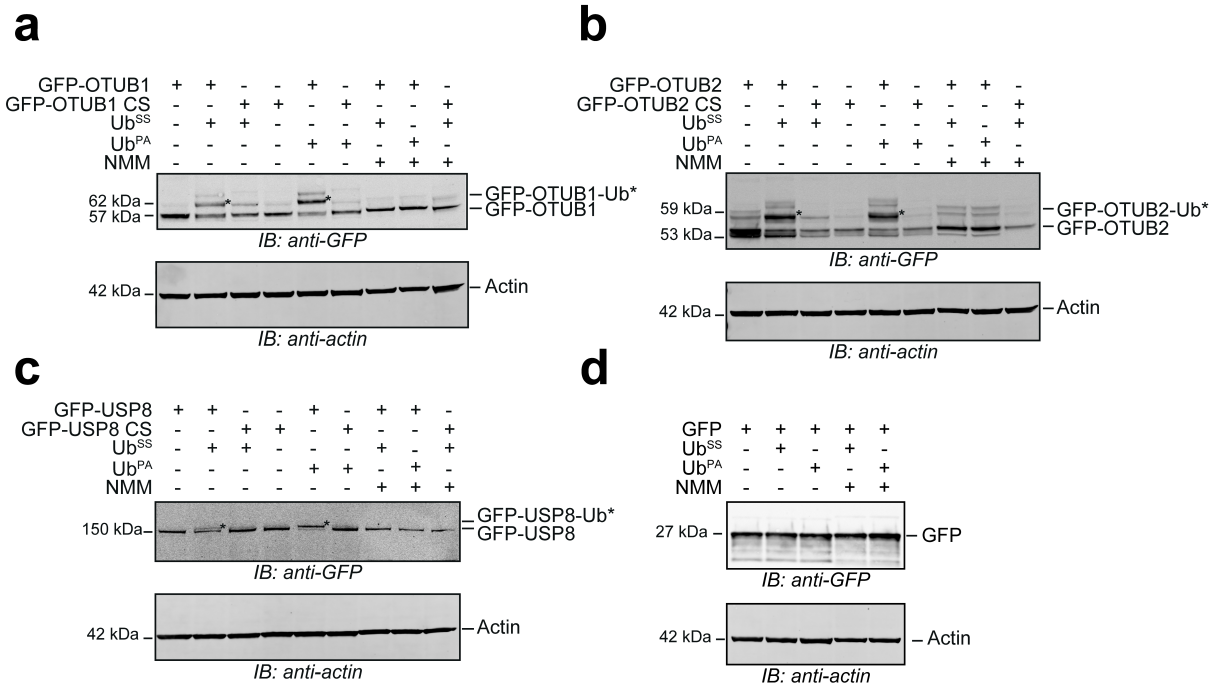 a
GFP-OTUB1 + + - - + - + + -
GFP-OTUB1 CS - - + + - + - - +
Ub^SS - + + - - - + - +
Ub^PA - - - - + + - + -
NMM - - - - - - + + +
62 kDa
57 kDa
*
*
GFP-OTUB1-Ub*
GFP-OTUB1
IB: anti-GFP
42 kDa
Actin
IB: anti-actin
b
GFP-OTUB2 + + - - + - + + -
GFP-OTUB2 CS - - + + - + - - +
Ub^SS - + + - - - + - +
Ub^PA - - - - + + - + -
NMM - - - - - - + + +
59 kDa
53 kDa
*
*
GFP-OTUB2-Ub*
GFP-OTUB2
IB: anti-GFP
42 kDa
Actin
IB: anti-actin
c
GFP-USP8 + + - - + - + + -
GFP-USP8 CS - - + + - + - - +
Ub^SS - + + - - - + - +
Ub^PA - - - - + + - + -
NMM - - - - - - + + +
150 kDa
*
*
GFP-USP8-Ub*
GFP-USP8
IB: anti-GFP
42 kDa
Actin
IB: anti-actin
d
GFP + + + + +
Ub^SS - + - + -
Ub^PA - - + - +
NMM - - - + +
27 kDa
GFP
IB: anti-GFP
42 kDa
Actin
IB: anti-actin